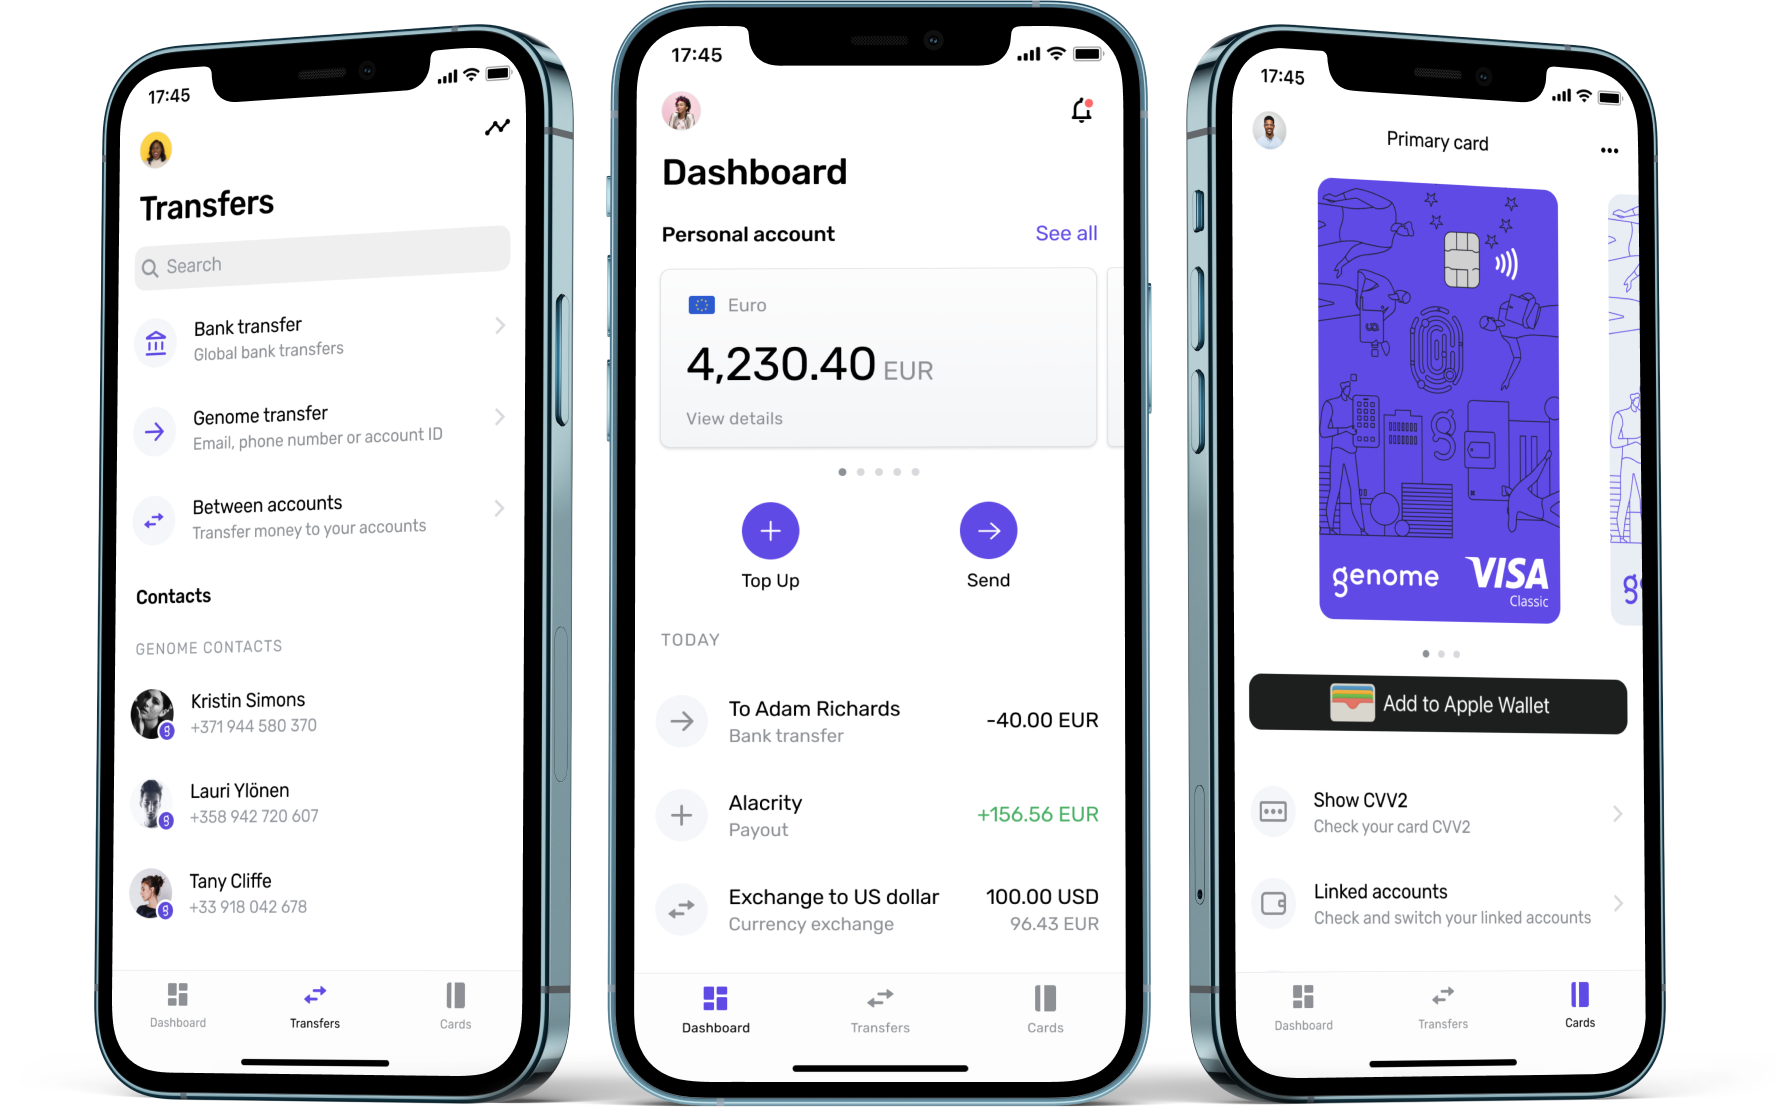 17:45
Transfers
Search
Bank transfer
Global bank transfers
Genome transfer
Email, phone number or account ID
Between accounts
Transfer money to your accounts
Contacts
GENOME CONTACTS
Kristin Simons
+371 944 580 370
Lauri Ylönen
+358 942 720 607
Tany Cliffe
+33 918 042 678
Dashboard
Transfers
Cards
17:45
Dashboard
Personal account
See all
Euro
4,230.40 EUR
View details
Top Up
Send
TODAY
To Adam Richards
-40.00 EUR
Bank transfer
Alacrity
+156.56 EUR
Payout
Exchange to US dollar
100.00 USD
Currency exchange
96.43 EUR
Dashboard
Transfers
Cards
17:45
Primary card
genome
VISA
Classic
Add to Apple Wallet
Show CVV2
Check your card CVV2
Linked accounts
Check and switch your linked accounts
Dashboard
Transfers
Cards